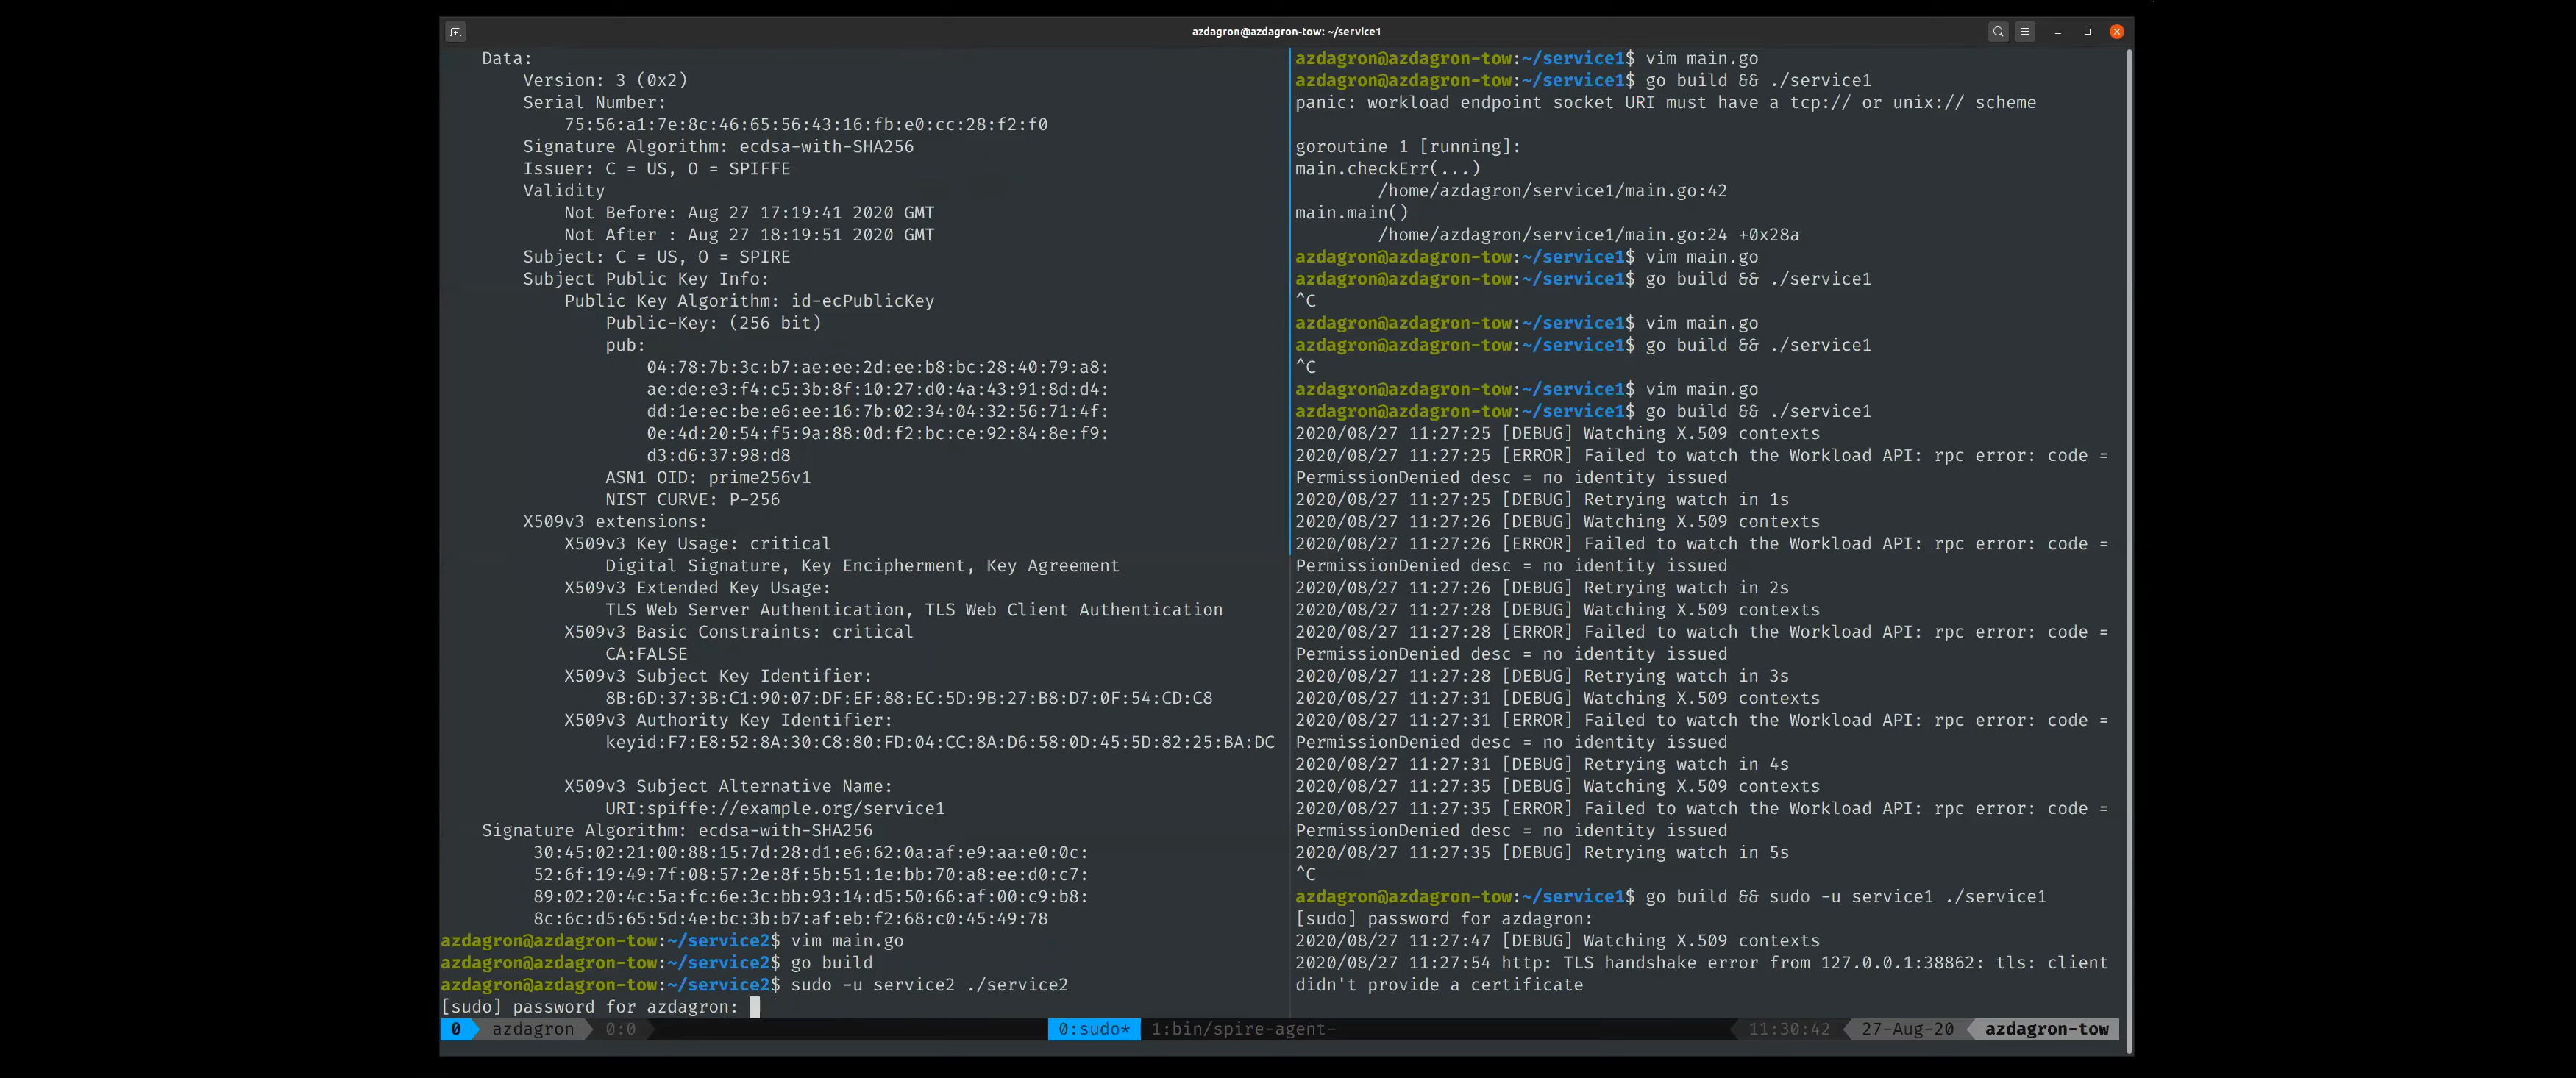 azdagron@azdagron-tow: ~/service1
Data:
Version: 3 (0x2)
Serial Number:
75:56:a1:7e:8c:46:65:56:43:16:fb:e0:cc:28:f2:f0
Signature Algorithm: ecdsa-with-SHA256
Issuer: C = US, O = SPIFFE
Validity
Not Before: Aug 27 17:19:41 2020 GMT
Not After : Aug 27 18:19:51 2020 GMT
Subject: C = US, O = SPIRE
Subject Public Key Info:
Public Key Algorithm: id-ecPublicKey
Public-Key: (256 bit)
pub:
04:78:7b:3c:b7:ae:ee:2d:ee:b8:bc:28:40:79:a8:
ae:de:e3:f4:c5:3b:8f:10:27:d0:4a:43:91:8d:d4:
dd:1e:ec:be:e6:ee:16:7b:02:34:04:32:56:71:4f:
0e:4d:20:54:f5:9a:88:0d:f2:bc:ce:92:84:8e:f9:
d3:d6:37:98:d8
ASN1 OID: prime256v1
NIST CURVE: P-256
X509v3 extensions:
X509v3 Key Usage: critical
Digital Signature, Key Encipherment, Key Agreement
X509v3 Extended Key Usage:
TLS Web Server Authentication, TLS Web Client Authentication
X509v3 Basic Constraints: critical
CA:FALSE
X509v3 Subject Key Identifier:
8B:6D:37:3B:C1:90:07:DF:EF:88:EC:5D:9B:27:B8:D7:0F:54:CD:C8
X509v3 Authority Key Identifier:
keyid:F7:E8:52:8A:30:C8:80:FD:04:CC:8A:D6:58:0D:45:5D:82:25:BA:DC
X509v3 Subject Alternative Name:
URI:spiffe://example.org/service1
Signature Algorithm: ecdsa-with-SHA256
30:45:02:21:00:88:15:7d:28:d1:e6:62:0a:af:e9:aa:e0:0c:
52:6f:19:49:7f:08:57:2e:8f:5b:51:1e:bb:70:a8:ee:d0:c7:
89:02:20:4c:5a:fc:6e:3c:bb:93:14:d5:50:66:af:00:c9:b8:
8c:6c:d5:65:5d:4e:bc:3b:b7:af:eb:f2:68:c0:45:49:78
azdagron@azdagron-tow:~/service2$ vim main.go
azdagron@azdagron-tow:~/service2$ go build
azdagron@azdagron-tow:~/service2$ sudo -u service2 ./service2
[sudo] password for azdagron:
azdagron@azdagron-tow:~/service1$ vim main.go
azdagron@azdagron-tow:~/service1$ go build && ./service1
panic: workload endpoint socket URI must have a tcp:// or unix:// scheme
goroutine 1 [running]:
main.checkErr(...)
/home/azdagron/service1/main.go:42
main.main()
/home/azdagron/service1/main.go:24 +0x28a
azdagron@azdagron-tow:~/service1$ vim main.go
azdagron@azdagron-tow:~/service1$ go build && ./service1
^C
azdagron@azdagron-tow:~/service1$ vim main.go
azdagron@azdagron-tow:~/service1$ go build && ./service1
^C
azdagron@azdagron-tow:~/service1$ vim main.go
azdagron@azdagron-tow:~/service1$ go build && ./service1
2020/08/27 11:27:25 [DEBUG] Watching X.509 contexts
2020/08/27 11:27:25 [ERROR] Failed to watch the Workload API: rpc error: code =
PermissionDenied desc = no identity issued
2020/08/27 11:27:25 [DEBUG] Retrying watch in 1s
2020/08/27 11:27:26 [DEBUG] Watching X.509 contexts
2020/08/27 11:27:26 [ERROR] Failed to watch the Workload API: rpc error: code =
PermissionDenied desc = no identity issued
2020/08/27 11:27:26 [DEBUG] Retrying watch in 2s
2020/08/27 11:27:28 [DEBUG] Watching X.509 contexts
2020/08/27 11:27:28 [ERROR] Failed to watch the Workload API: rpc error: code =
PermissionDenied desc = no identity issued
2020/08/27 11:27:28 [DEBUG] Retrying watch in 3s
2020/08/27 11:27:31 [DEBUG] Watching X.509 contexts
2020/08/27 11:27:31 [ERROR] Failed to watch the Workload API: rpc error: code =
PermissionDenied desc = no identity issued
2020/08/27 11:27:31 [DEBUG] Retrying watch in 4s
2020/08/27 11:27:35 [DEBUG] Watching X.509 contexts
2020/08/27 11:27:35 [ERROR] Failed to watch the Workload API: rpc error: code =
PermissionDenied desc = no identity issued
2020/08/27 11:27:35 [DEBUG] Retrying watch in 5s
^C
azdagron@azdagron-tow:~/service1$ go build && sudo -u service1 ./service1
[sudo] password for azdagron:
2020/08/27 11:27:47 [DEBUG] Watching X.509 contexts
2020/08/27 11:27:54 http: TLS handshake error from 127.0.0.1:38862: tls: client
didn't provide a certificate
0 azdagron 0:0 0:sudo* 1:bin/spire-agent- 11:30:42 27-Aug-20 azdagron-tow